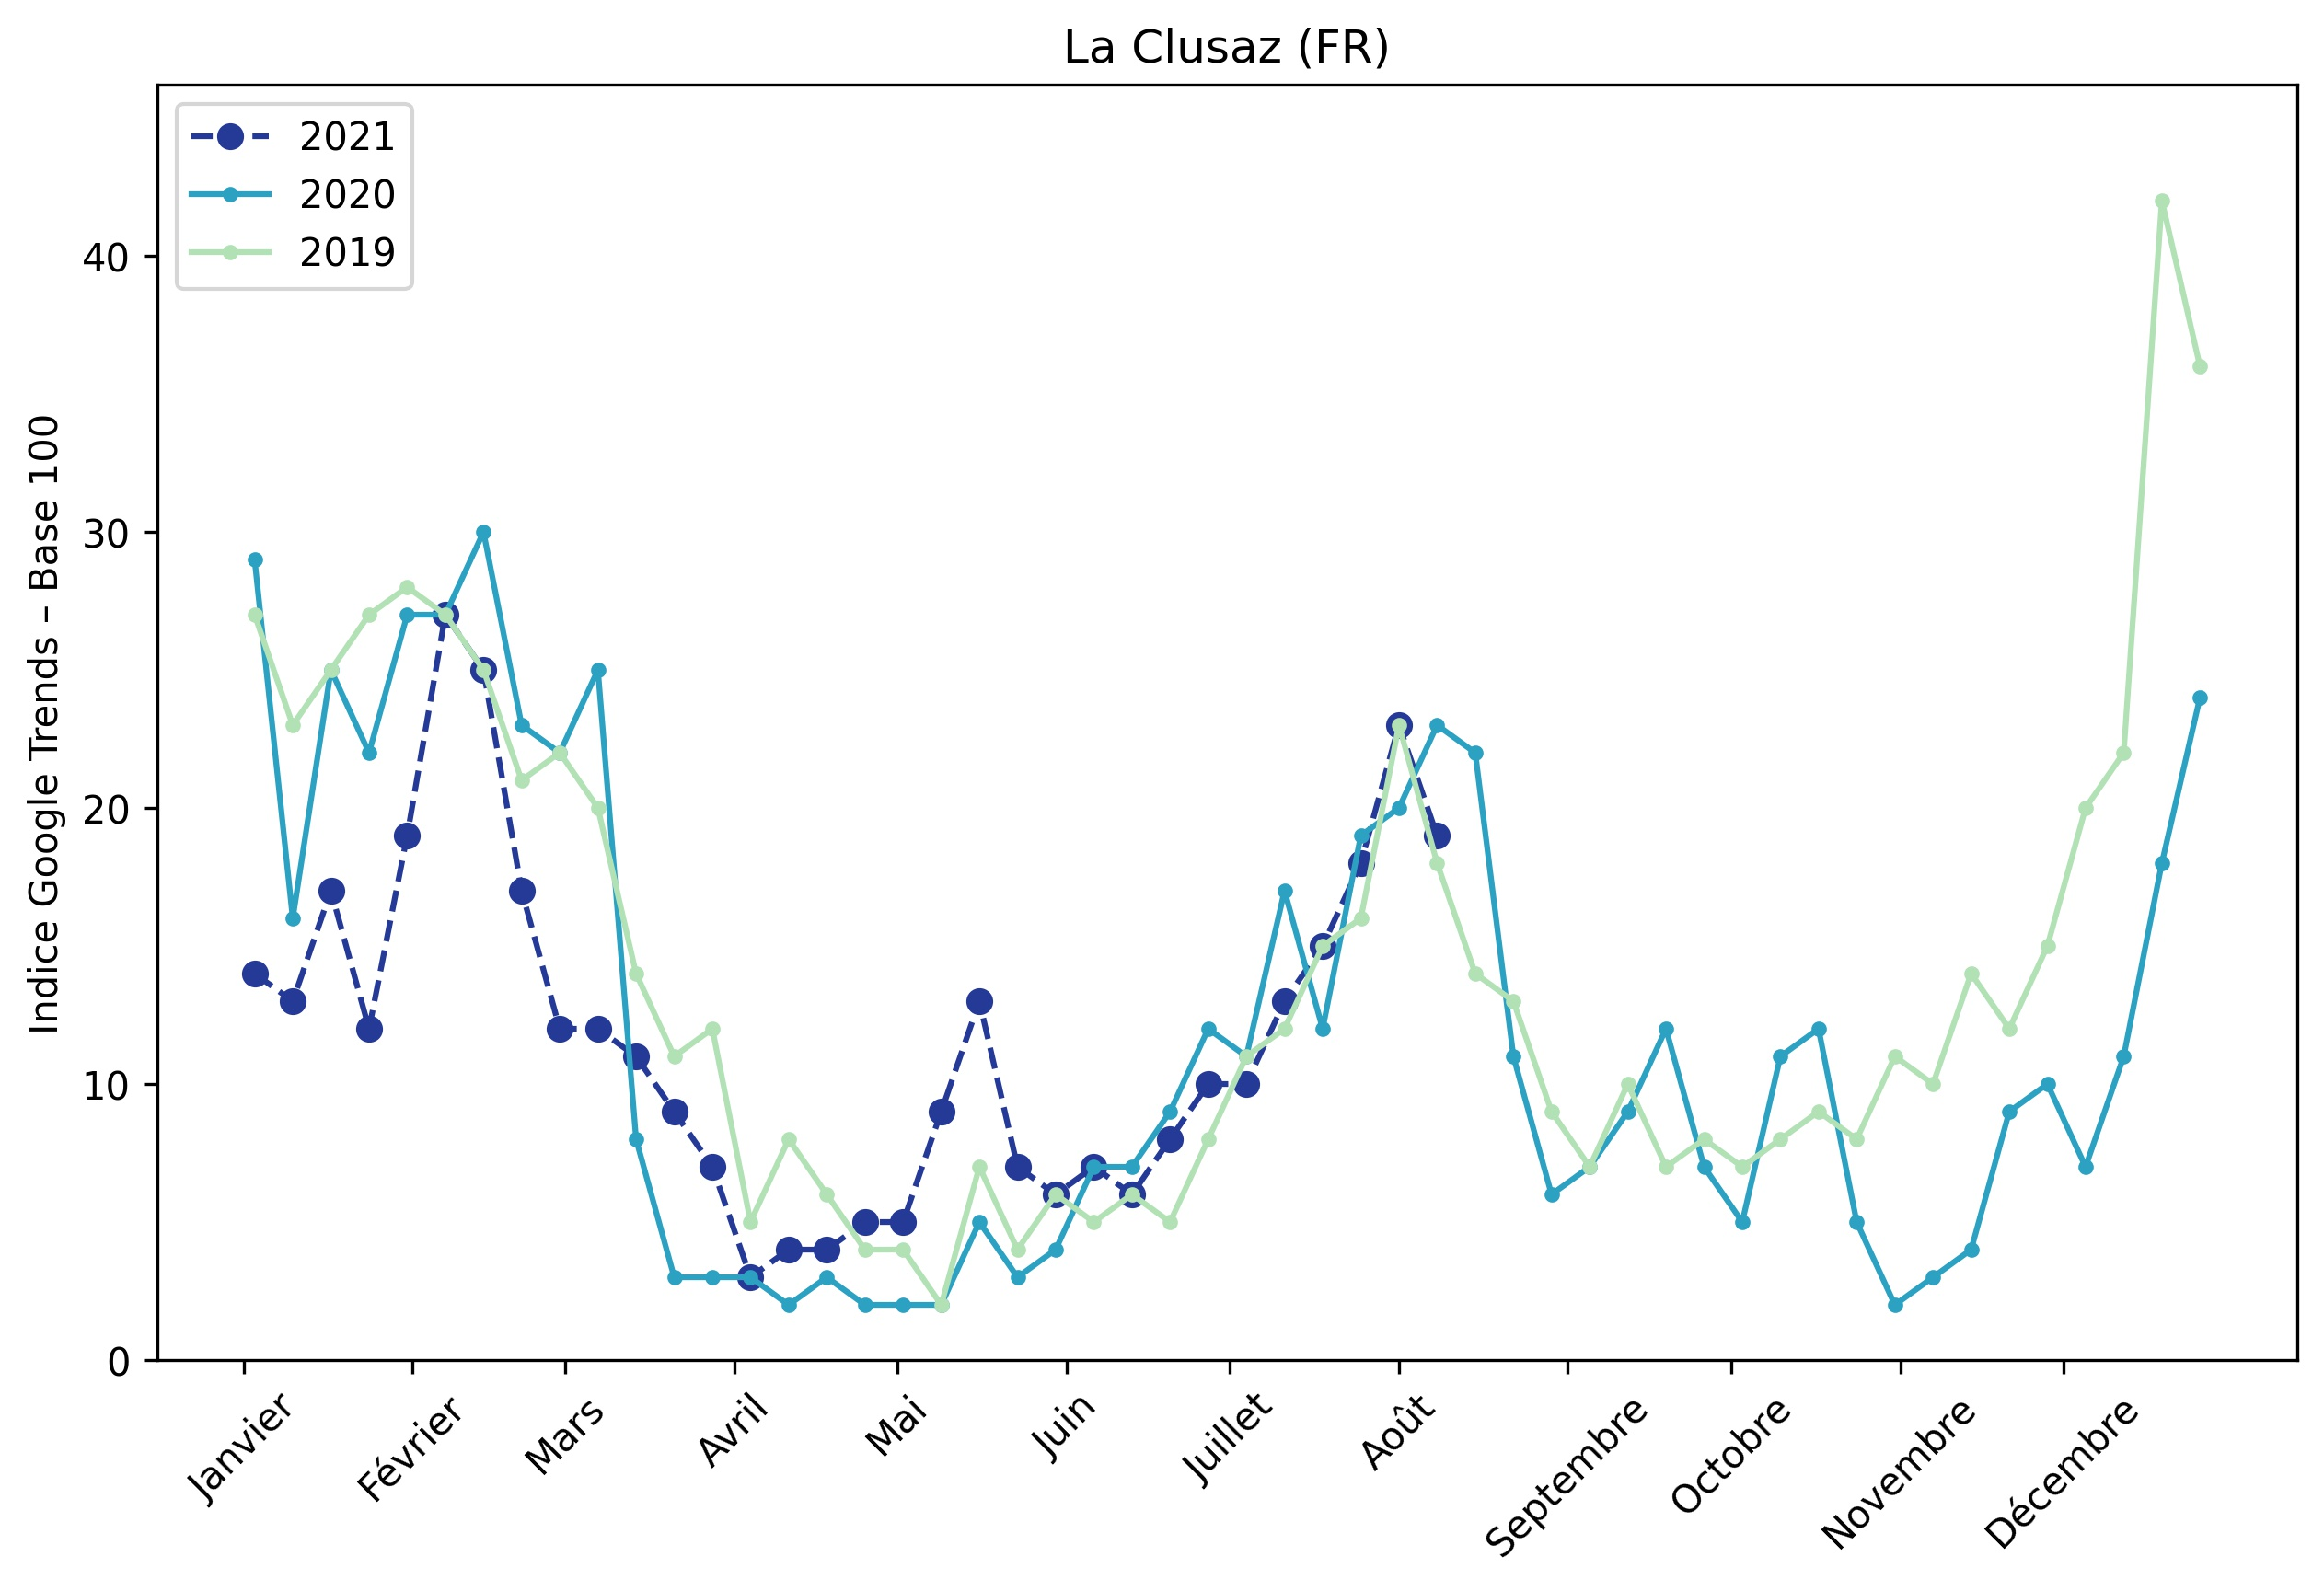 La Clusaz (FR)
2021
2020
2019
Indice Google Trends – Base 100
40
30
20
10
0
Janvier
Février
Mars
Avril
Mai
Juin
Juillet
Août
Septembre
Octobre
Novembre
Décembre